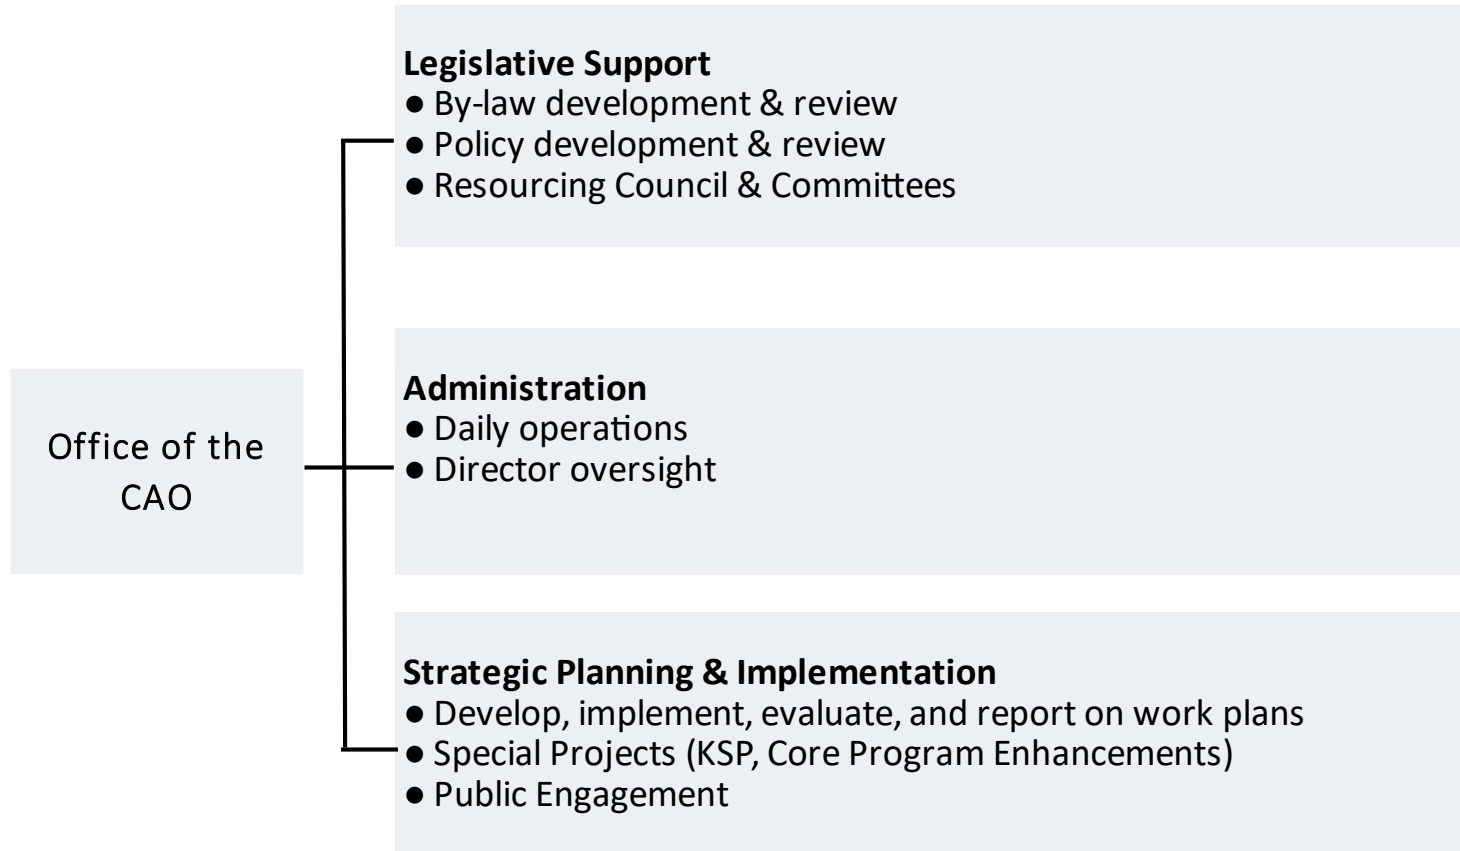 Legislative Support
● By-law development & review
● Policy development & review
● Resourcing Council & Committees
Office of the
CAO
Administration
● Daily operations
● Director oversight
Strategic Planning & Implementation
● Develop, implement, evaluate, and report on work plans
● Special Projects (KSP, Core Program Enhancements)
● Public Engagement